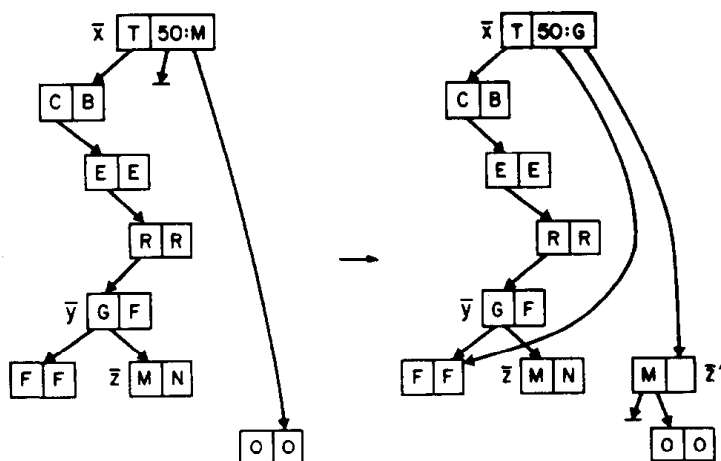 x̄ T 50:M
C B
E E
R R
ȳ G F
F F z̄ M N
O O
x̄ T 50:G
C B
E E
R R
ȳ G F
F F z̄ M N M z̄'
O O